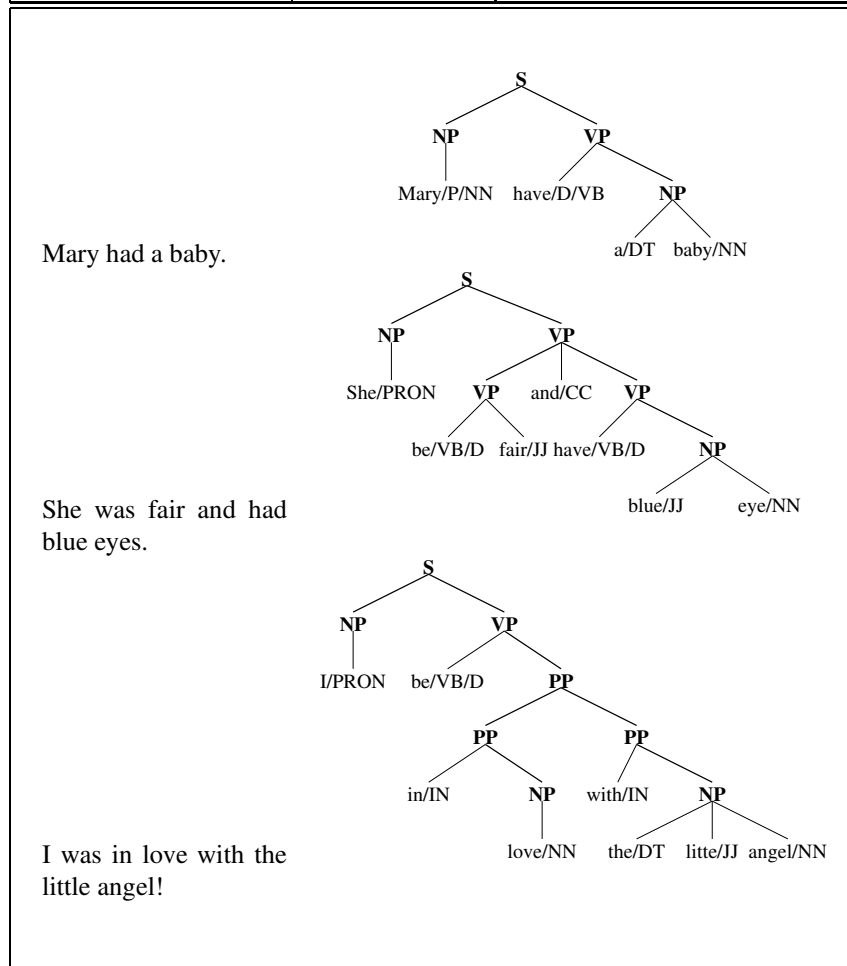 S
NP VP
Mary/P/NN have/D/VB NP
a/DT baby/NN
Mary had a baby.
S
NP VP
She/PRON VP and/CC VP
be/VB/D fair/JJ have/VB/D NP
blue/JJ eye/NN
She was fair and had
blue eyes.
S
NP VP
I/PRON be/VB/D PP
PP PP
in/IN NP with/IN NP
love/NN the/DT litte/JJ angel/NN
I was in love with the
little angel!